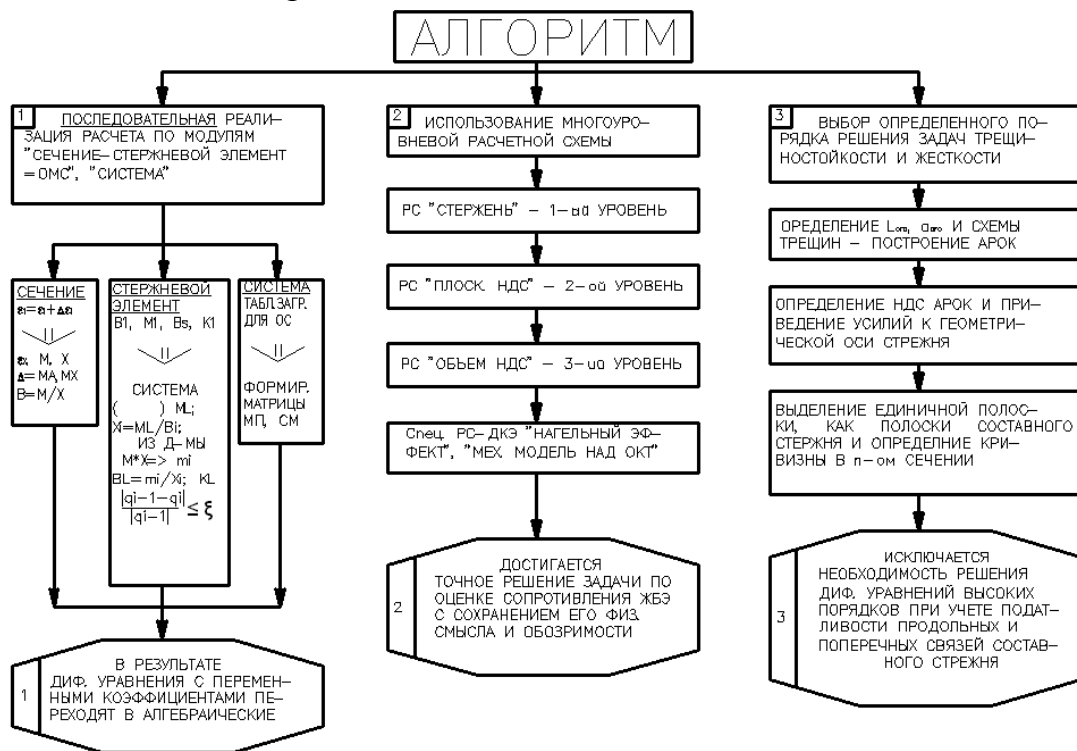 АЛГОРИТМ
1
ПОСЛЕДОВАТЕЛЬНАЯ РЕАЛИ-
ЗАЦИЯ РАСЧЕТА ПО МОДУЛЯМ
"СЕЧЕНИЕ–СТЕРЖНЕВОЙ ЭЛЕМЕНТ
=ОМС", "СИСТЕМА"
СЕЧЕНИЕ
εi=εi+Δεi
M, X
Δ=MA,MX
B=M/X
СТЕРЖНЕВОЙ
ЭЛЕМЕНТ
B1, M1, Bs, K1
СИСТЕМА
( ) ML;
X=ML/Bi;
ИЗ Д-МЫ
M*X=> mi
BL=mi/Xi; KL
|qi-1-qi|
|qi-1| ≤ ξ
СИСТЕМА
ТАБЛ.ЗАГР.
ДЛЯ ОС
ФОРМИР.
МАТРИЦЫ
МП, СМ
1
В РЕЗУЛЬТАТЕ
ДИФ. УРАВНЕНИЯ С ПЕРЕМЕН-
НЫМИ КОЭФФИЦИЕНТАМИ ПЕ-
РЕХОДЯТ В АЛГЕБРАИЧЕСКИЕ
2
ИСПОЛЬЗОВАНИЕ МНОГОУРО-
ВНЕВОЙ РАСЧЕТНОЙ СХЕМЫ
РС "СТЕРЖЕНЬ" – 1-ый УРОВЕНЬ
РС "ПЛОСК. НДС" – 2-ой УРОВЕНЬ
РС "ОБЬЕМ НДС" – 3-ий УРОВЕНЬ
Спец. РС-ДКЭ "НАГЕЛЬНЫЙ ЭФ-
ФЕКТ", "МЕХ. МОДЕЛЬ НАД ОКТ"
2
ДОСТИГАЕТСЯ
ТОЧНОЕ РЕШЕНИЕ ЗАДАЧИ ПО
ОЦЕНКЕ СОПРОТИВЛЕНИЯ ЖБЭ
С СОХРАНЕНИЕМ ЕГО ФИЗ.
СМЫСЛА И ОБОЗРИМОСТИ
3
ВЫБОР ОПРЕДЕЛЕННОГО ПО-
РЯДКА РЕШЕНИЯ ЗАДАЧ ТРЕЩИ-
НОСТОЙКОСТИ И ЖЕСТКОСТИ
ОРЕДЕЛЕНИЕ И СХЕМЫ
ТРЕЩИН – ПОСТРОЕНИЕ АРОК
ОПРЕДЕЛЕНИЕ НДС АРОК И ПРИ-
ВЕДЕНИЕ УСИЛИЙ К ГЕОМЕТРИ-
ЧЕСКОЙ ОСИ СТРЕЖНЯ
ВЫДЕЛЕНИЕ ЕДИНИЧНОЙ ПОЛОС-
КИ, КАК ПОЛОСКИ СОСТАВНОГО
СТЕРЖНЯ И ОПРЕДЕЛНИЕ КРИ-
ВИЗНЫ В n-ом СЕЧЕНИИ
3
ИСКЛЮЧАЕТСЯ
НЕОБХОДИМОСТЬ РЕШЕНИЯ
ДИФ. УРАВНЕНИЙ ВЫСОКИХ
ПОРЯДКОВ ПРИ УЧЕТЕ ПОДАТ-
ЛИВОСТИ ПРОДОЛЬНЫХ И
ПОПЕРЕЧНЫХ СВЯЗЕЙ СОСТАВ-
НОГО СТРЕЖНЯ